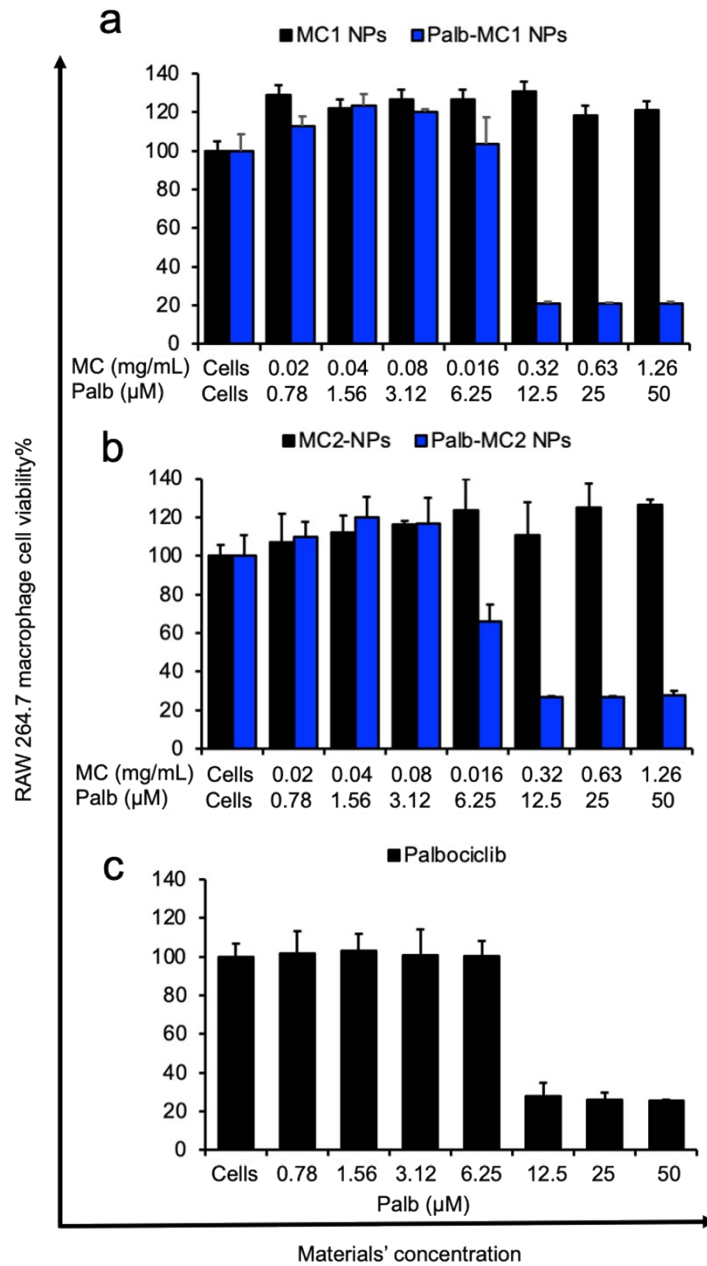 a
MC1 NPs Palb-MC1 NPs
140
120
100
80
60
40
20
0
MC (mg/mL) Cells 0.02 0.04 0.08 0.016 0.32 0.63 1.26
Palb (µM) Cells 0.78 1.56 3.12 6.25 12.5 25 50
b
MC2-NPs Palb-MC2 NPs
140
120
100
80
60
40
20
0
MC (mg/mL) Cells 0.02 0.04 0.08 0.016 0.32 0.63 1.26
Palb (µM) Cells 0.78 1.56 3.12 6.25 12.5 25 50
RAW 264.7 macrophage cell viability%
c
Palbociclib
140
120
100
80
60
40
20
0
Cells 0.78 1.56 3.12 6.25 12.5 25 50
Palb (µM)
Materials' concentration